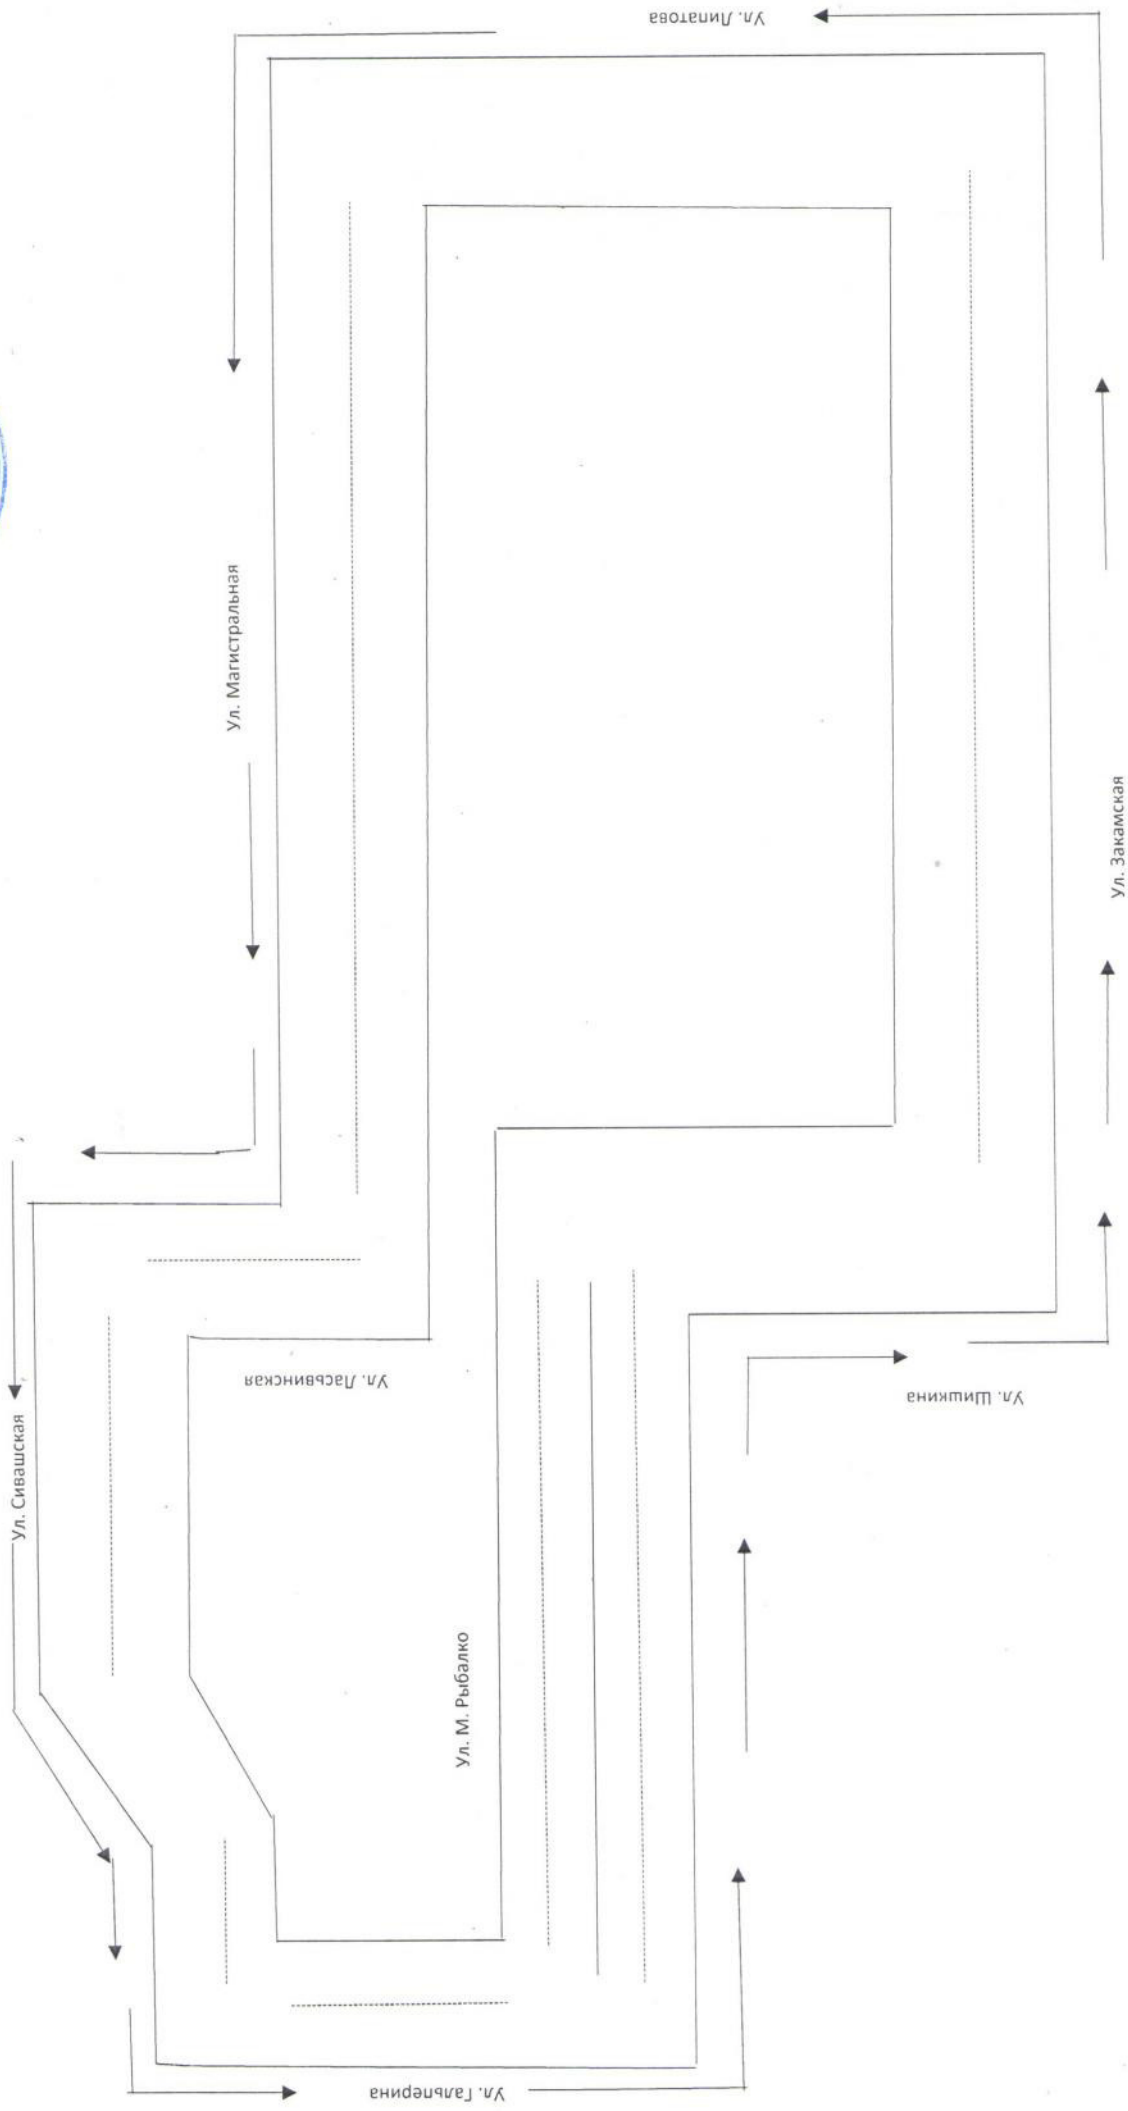 Ул. Липатова
Ул. Магистральная
Ул. Закамская
Ул. Ласьвинская
Ул. Шишкина
Ул. Сивашская
Ул. М. Рыбалко
Ул. Гальперина